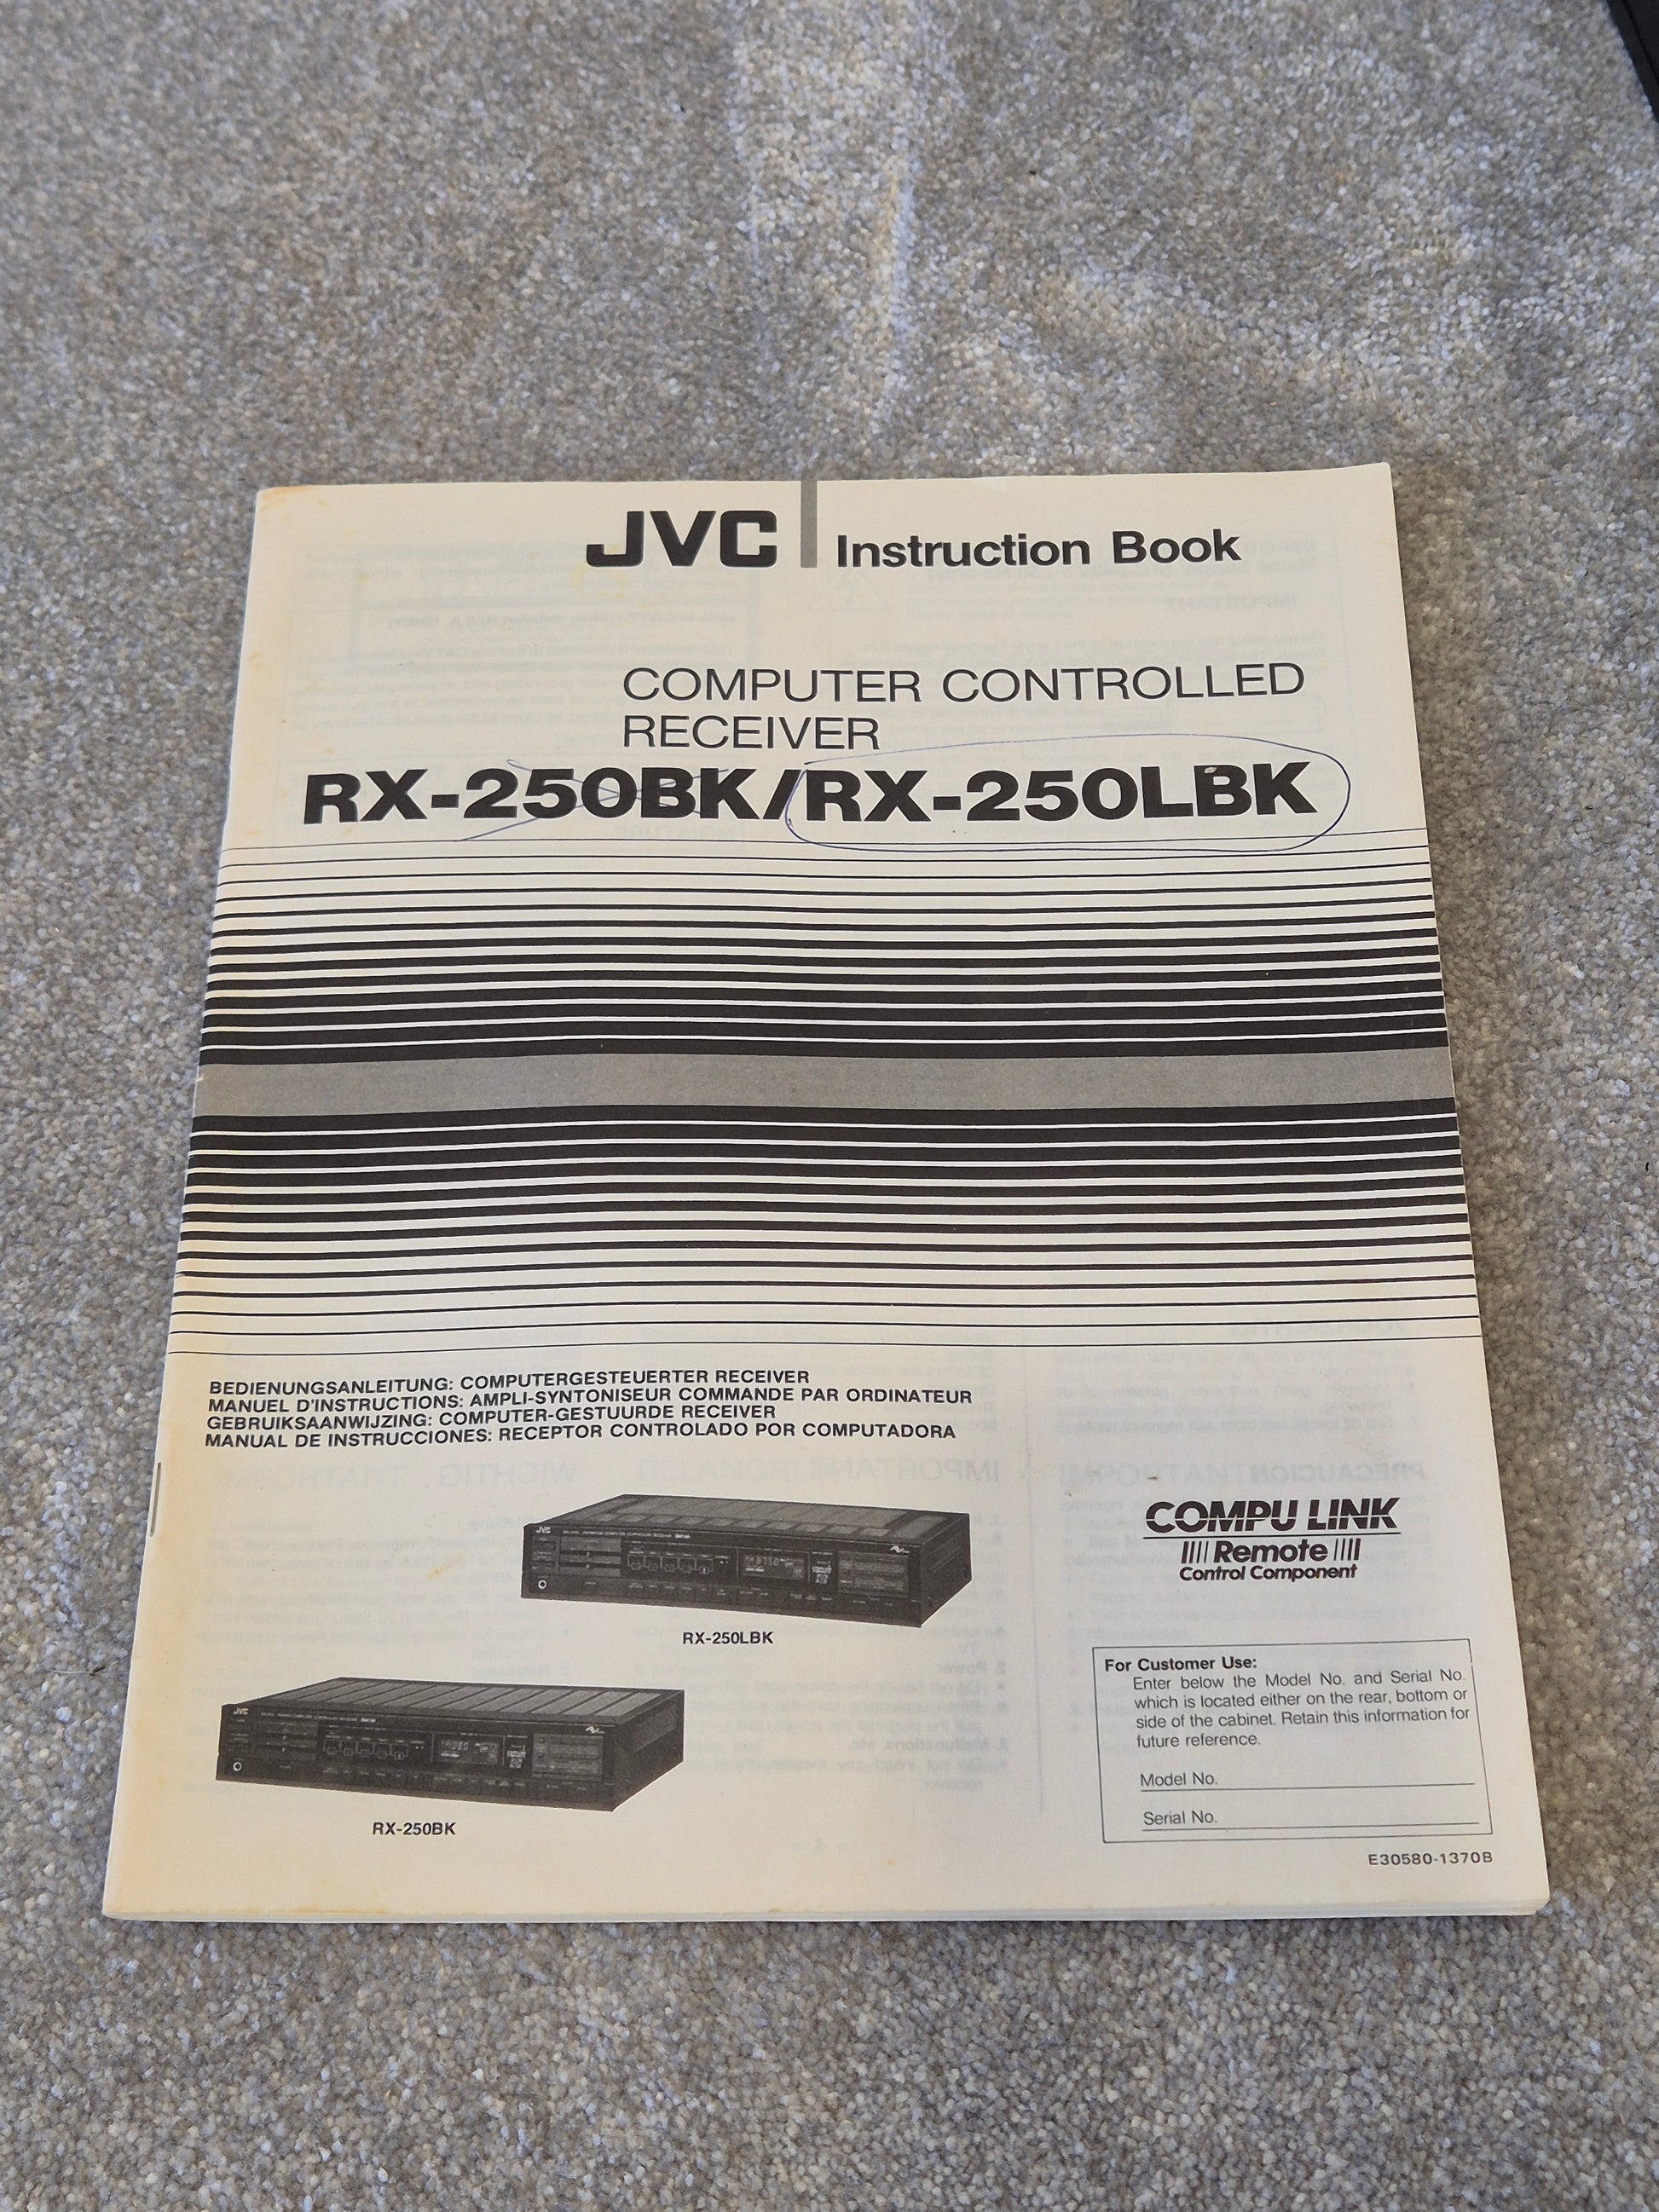 JVC Instruction Book
COMPUTER CONTROLLED
RECEIVER
RX-250BK/RX-250LBK
BEDIENUNGSANLEITUNG: COMPUTERGESTEUERTER RECEIVER
MANUEL D'INSTRUCTIONS: AMPLI-SYNTONISEUR COMMANDE PAR ORDINATEUR
GEBRUIKSAANWIJZING: COMPUTER-GESTUURDE RECEIVER
MANUAL DE INSTRUCCIONES: RECEPTOR CONTROLADO POR COMPUTADORA
COMPU LINK
Remote
Control Component
JVC
RX-250LBK
JVC
RX-250BK
For Customer Use:
Enter below the Model No. and Serial No.
which is located either on the rear, bottom or
side of the cabinet. Retain this information for
future reference.
Model No.
Serial No.
E30580-1370B